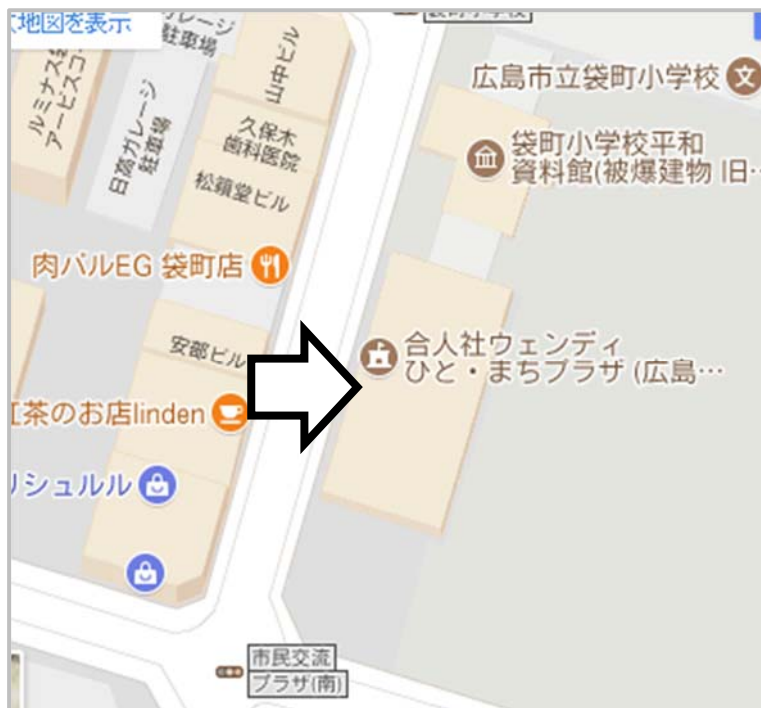 大地図を表示
ガレージ
駐車場
山中ビル
広島市立袋町小学校
文
久保木
歯科医院
日高ガレージ
駐車場
袋町小学校平和
資料館(被爆建物 旧…
松鶴堂ビル
肉バルEG 袋町店
安部ビル
合人社ウェンディ
ひと・まちプラザ (広島…
紅茶のお店linden
リシュルル
市民交流
プラザ(南)